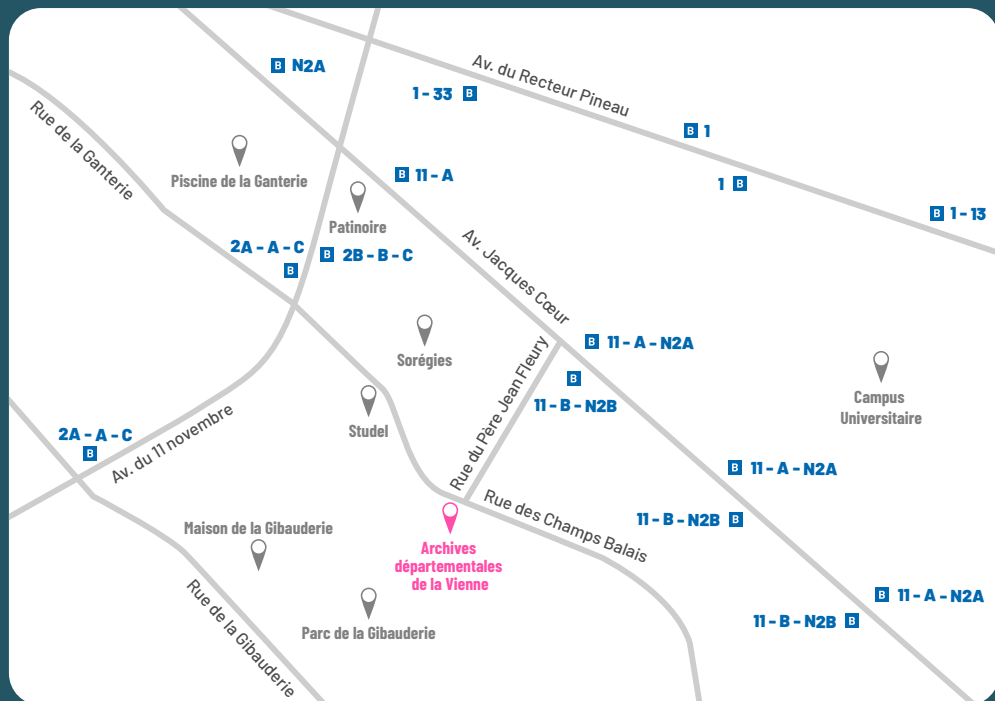 B N2A
Av. du Recteur Pineau
1 - 33 B
Rue de la Ganterie
B 1
Piscine de la Ganterie
B 11 - A
1 B
Patinoire
B 1 - 13
2A - A - C
B
B 2B - B - C
Av. Jacques Cœur
Sorégies
B 11 - A - N2A
Rue du Père Jean Fleury
B
11 - B - N2B
Campus
Universitaire
Studel
2A - A - C
B
Av. du 11 novembre
B 11 - A - N2A
Rue des Champs Balais
11 - B - N2B B
Maison de la Gibauderie
Archives
départementales
de la Vienne
Rue de la Gibauderie
Parc de la Gibauderie
B 11 - A - N2A
11 - B - N2B B